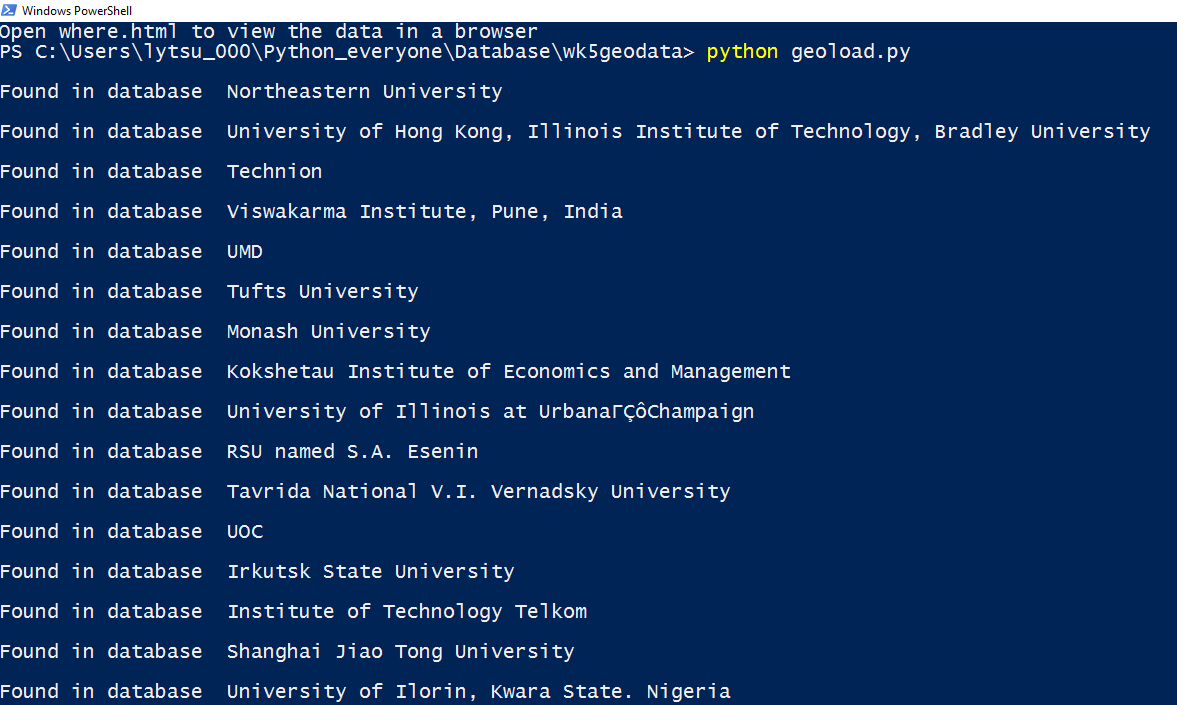 Windows PowerShell
Open where.html to view the data in a browser
PS C:\Users\lytsu_000\Python_everyone\Database\wk5geodata> python geoload.py
Found in database  Northeastern University
Found in database  University of Hong Kong, Illinois Institute of Technology, Bradley University
Found in database  Technion
Found in database  Viswakarma Institute, Pune, India
Found in database  UMD
Found in database  Tufts University
Found in database  Monash University
Found in database  Kokshetau Institute of Economics and Management
Found in database  University of Illinois at UrbanaΓÇôChampaign
Found in database  RSU named S.A. Esenin
Found in database  Tavrida National V.I. Vernadsky University
Found in database  UOC
Found in database  Irkutsk State University
Found in database  Institute of Technology Telkom
Found in database  Shanghai Jiao Tong University
Found in database  University of Ilorin, Kwara State. Nigeria